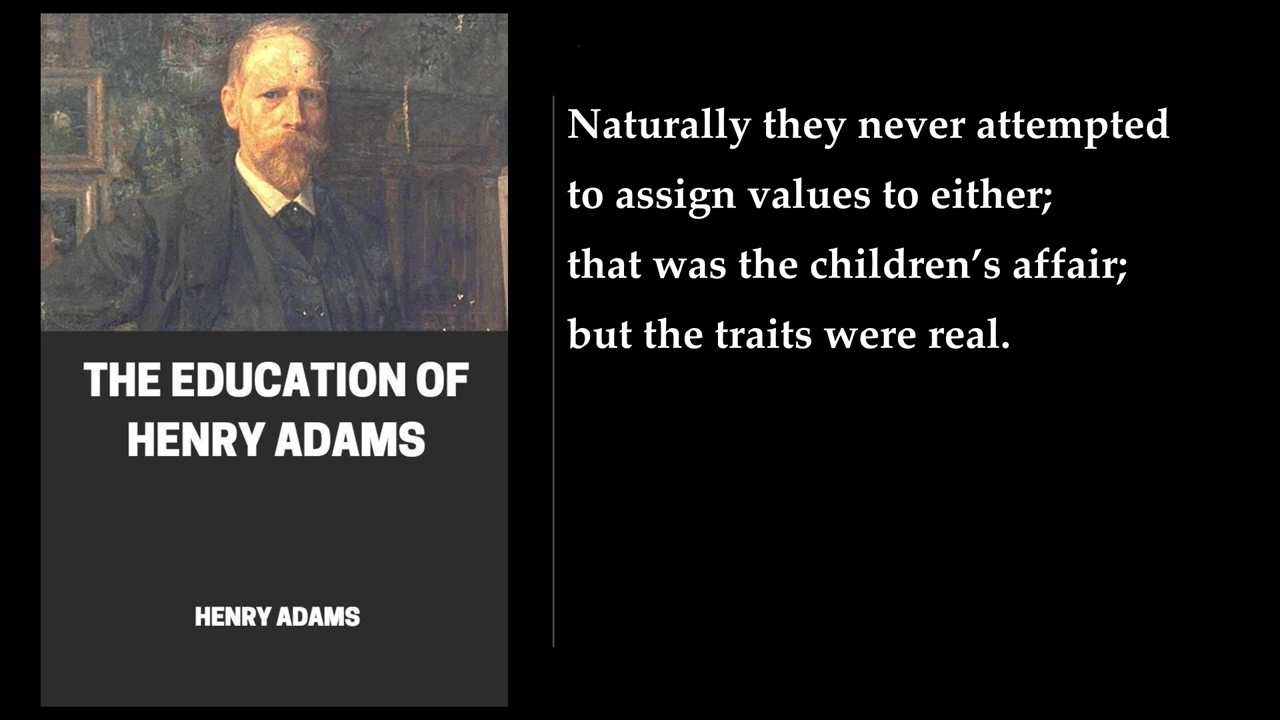 THE EDUCATION OF
HENRY ADAMS
HENRY ADAMS
Naturally they never attempted
to assign values to either;
that was the children’s affair;
but the traits were real.